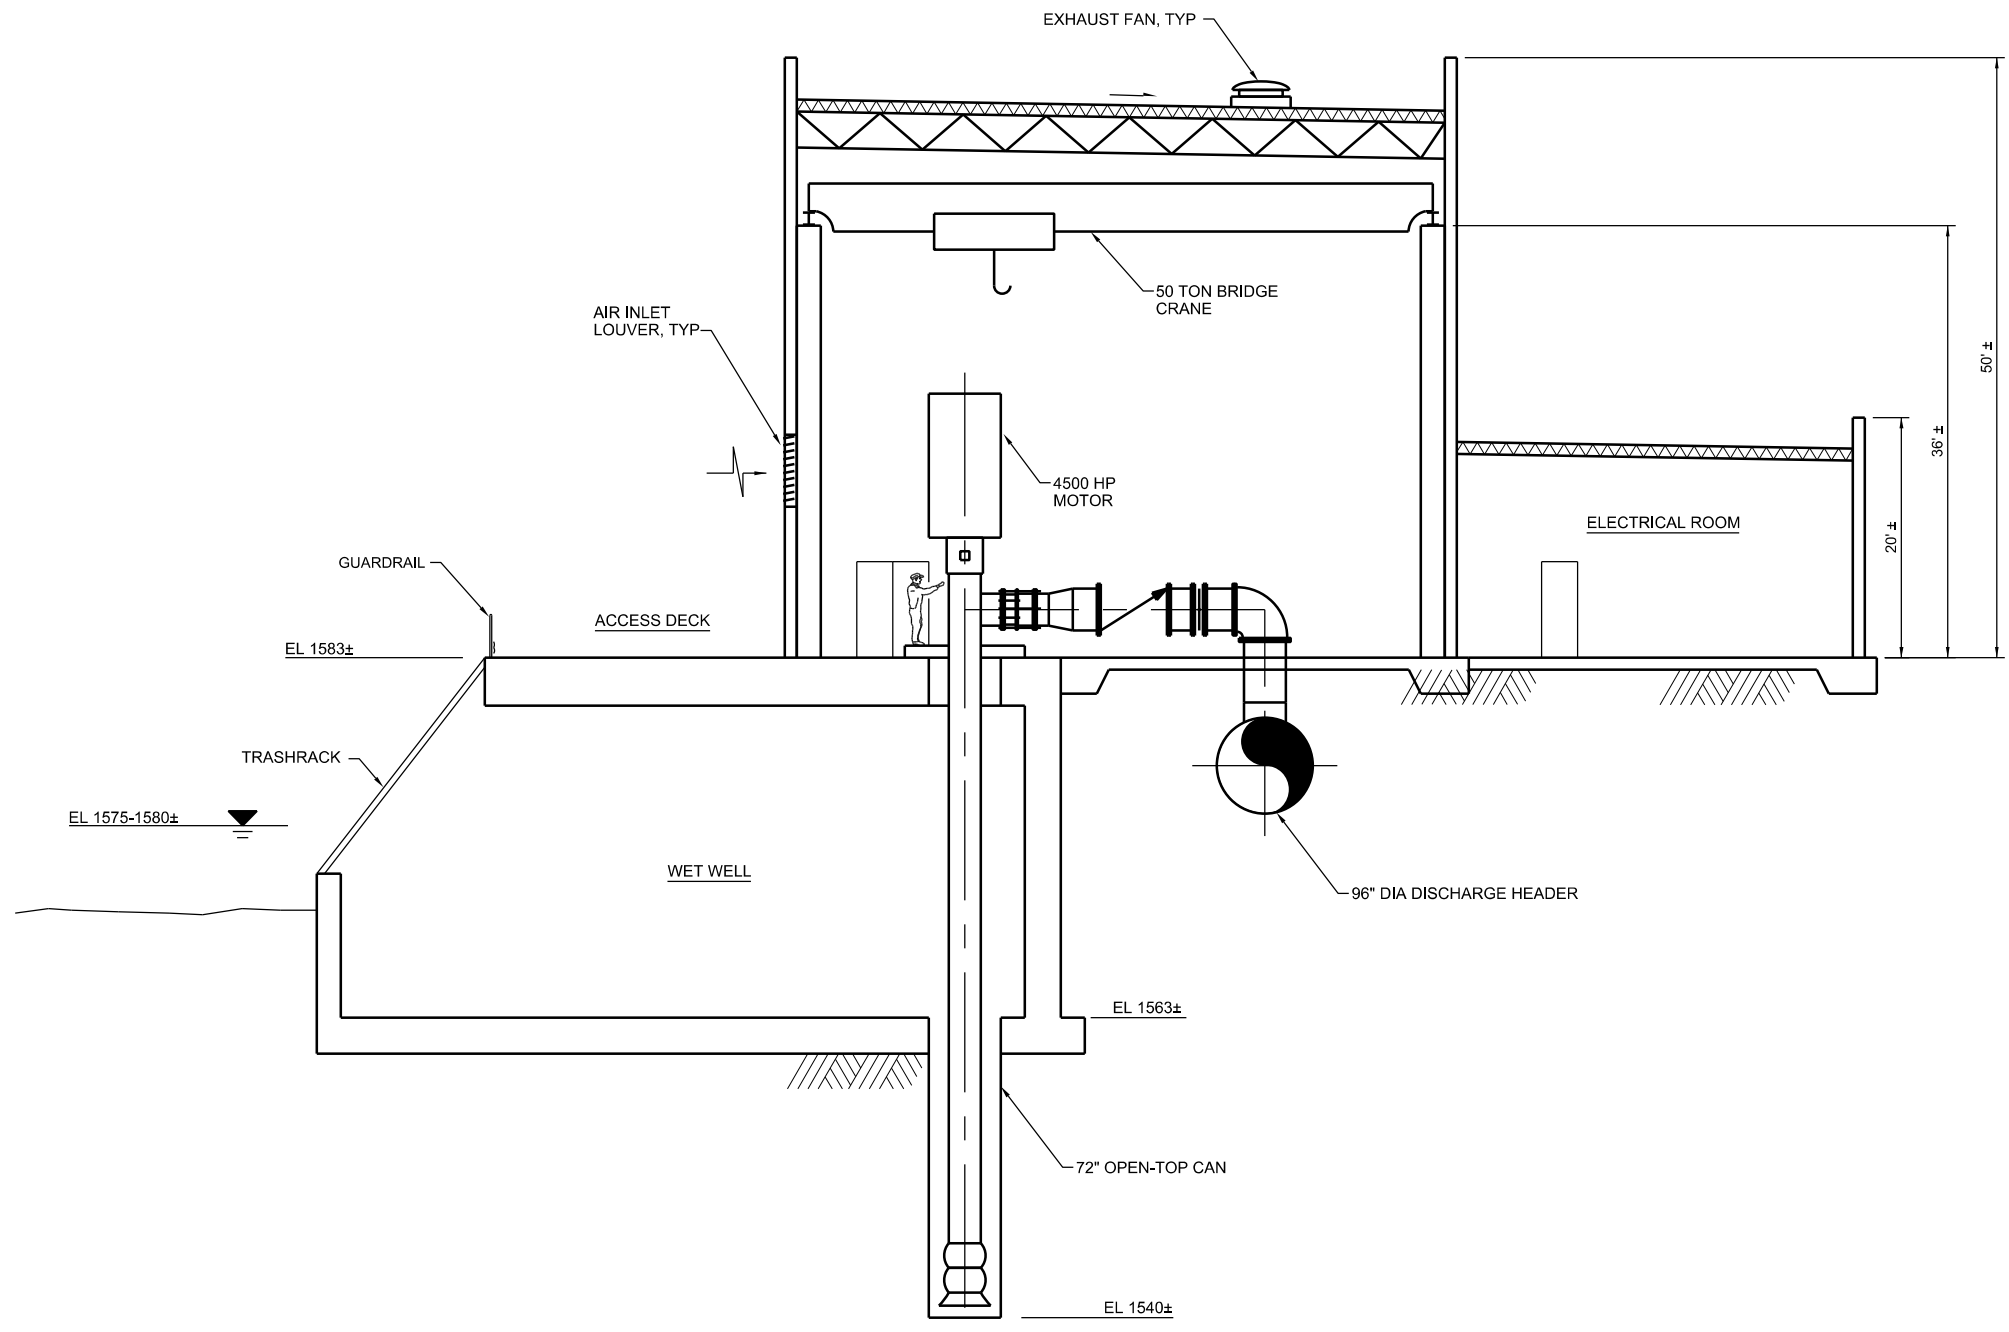 EXHAUST FAN, TYP
50 TON BRIDGE
CRANE
AIR INLET
LOUVER, TYP
50' ±
36' ±
20' ±
4500 HP
MOTOR
ELECTRICAL ROOM
GUARDRAIL
ACCESS DECK
EL 1583±
TRASHRACK
EL 1575-1580±
WET WELL
96" DIA DISCHARGE HEADER
EL 1563±
72" OPEN-TOP CAN
EL 1540±